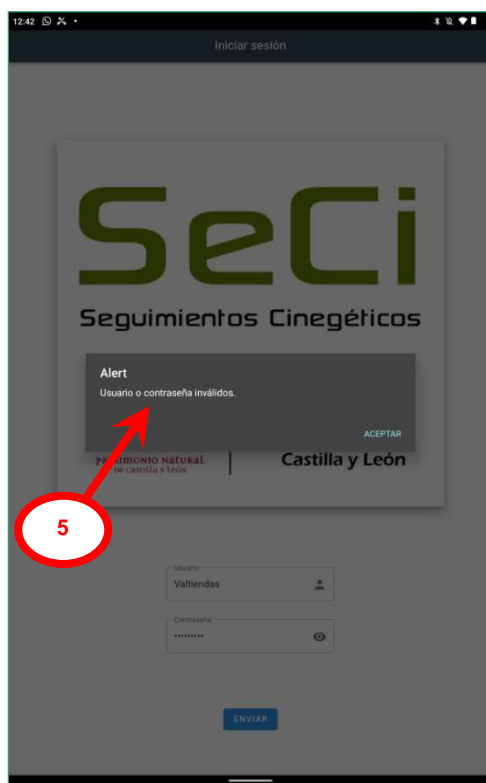 12:42
Iniciar sesión
SeCi
Seguimientos Cinegéticos
Alert
Usuario o contraseña inválidos.
ACEPTAR
natural
de castilla y león
Castilla y León
5
Usuario
Valtiendas
Contraseña
•••••••••
ENVIAR